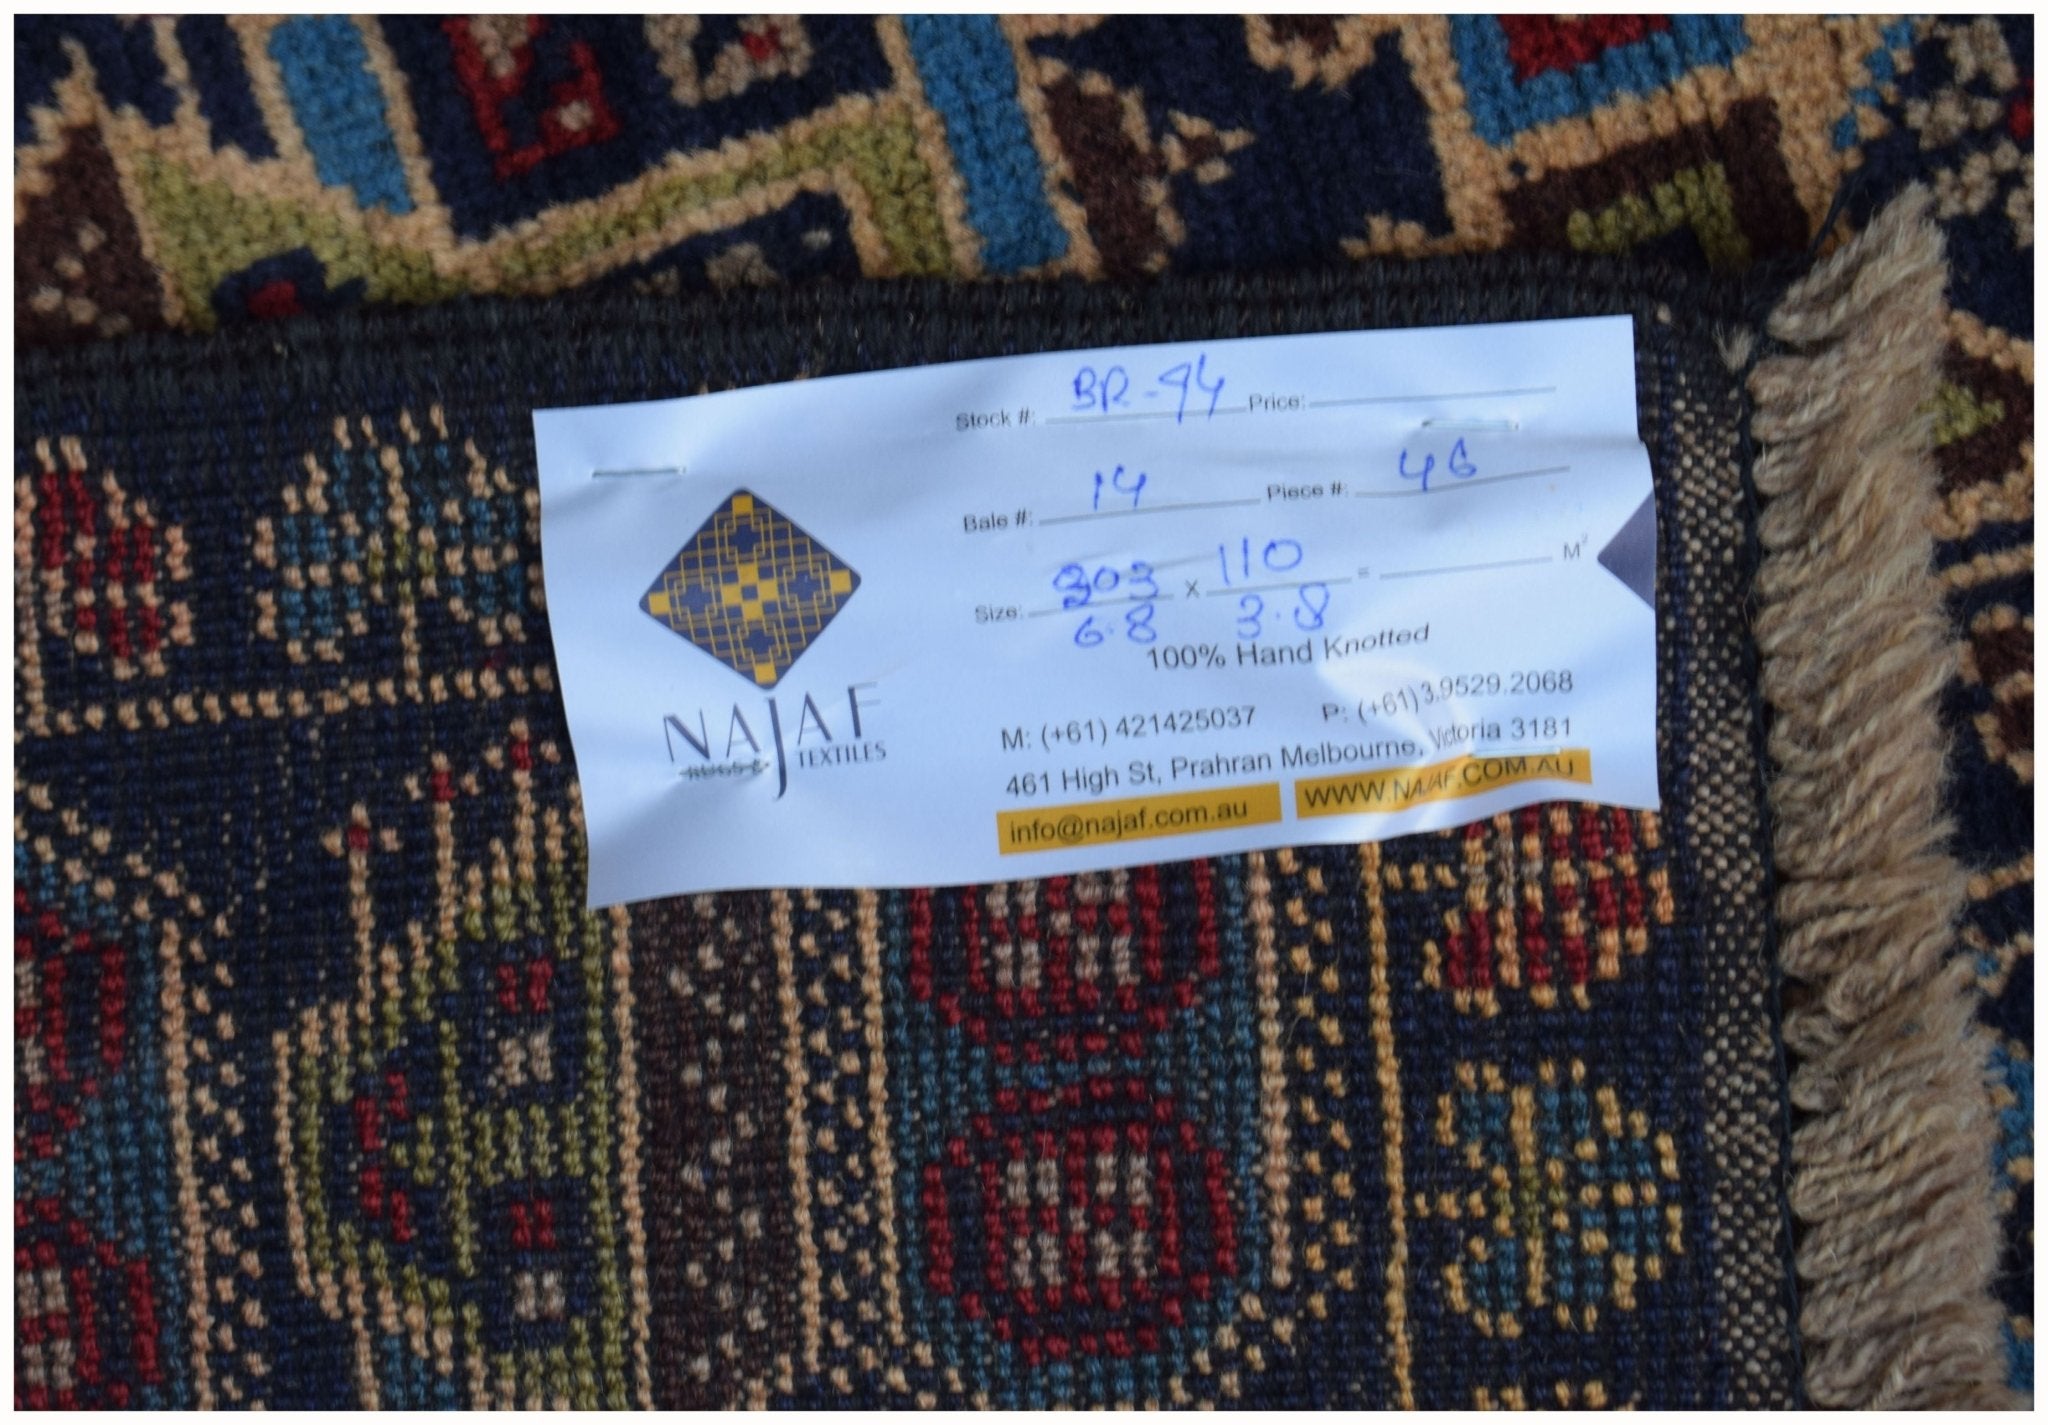 Stock #: BR-94 Price:
Bale #: 14 Piece #: 46
Size: 203 x 110 = M²
6.8 3.8
100% Hand Knotted
M: (+61) 421425037 P: (+61) 3.9529.2068
461 High St, Prahran Melbourne, Victoria 3181
info@najaf.com.au WWW.NAJAF.COM.AU
NAJAF
RUGS & TEXTILES